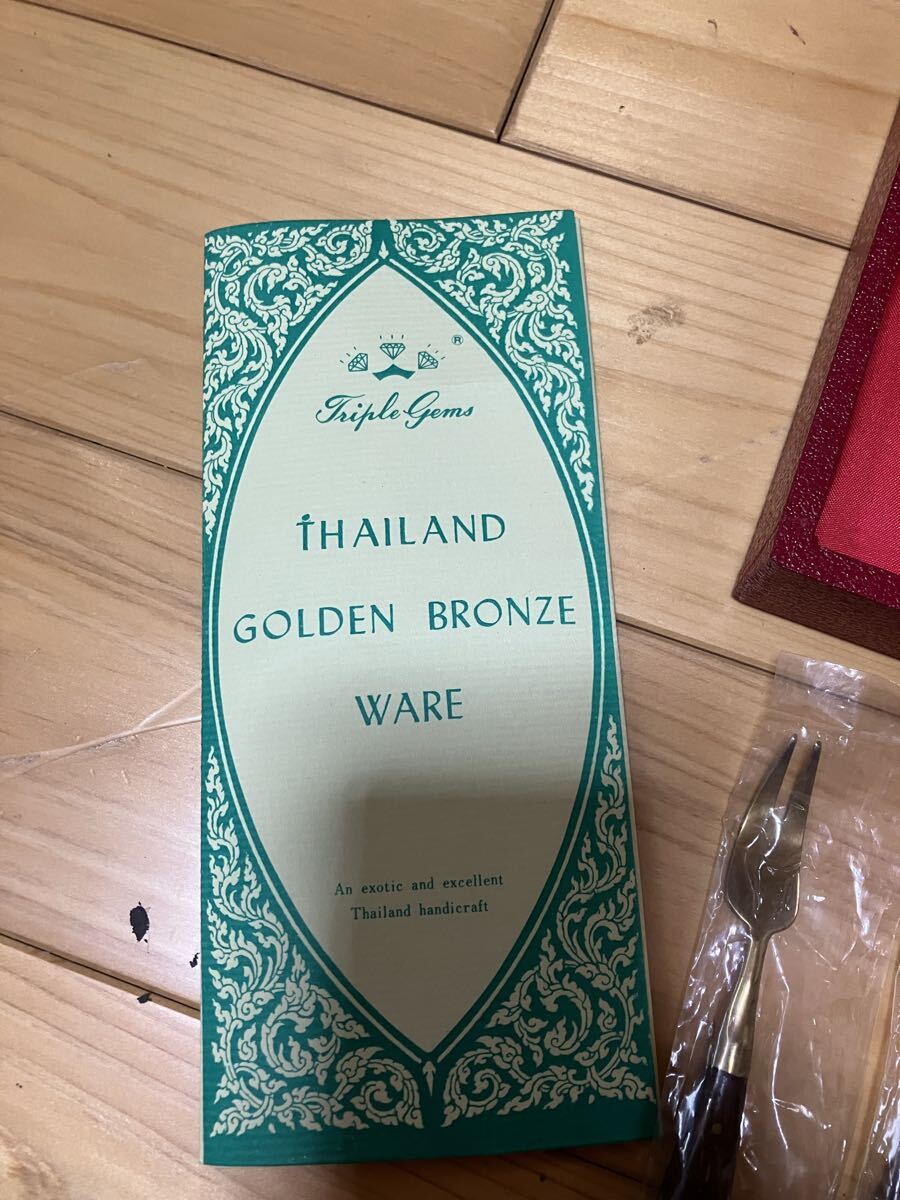 ®
Triple Gems
THAILAND
GOLDEN BRONZE
WARE
An exotic and excellent
Thailand handicraft